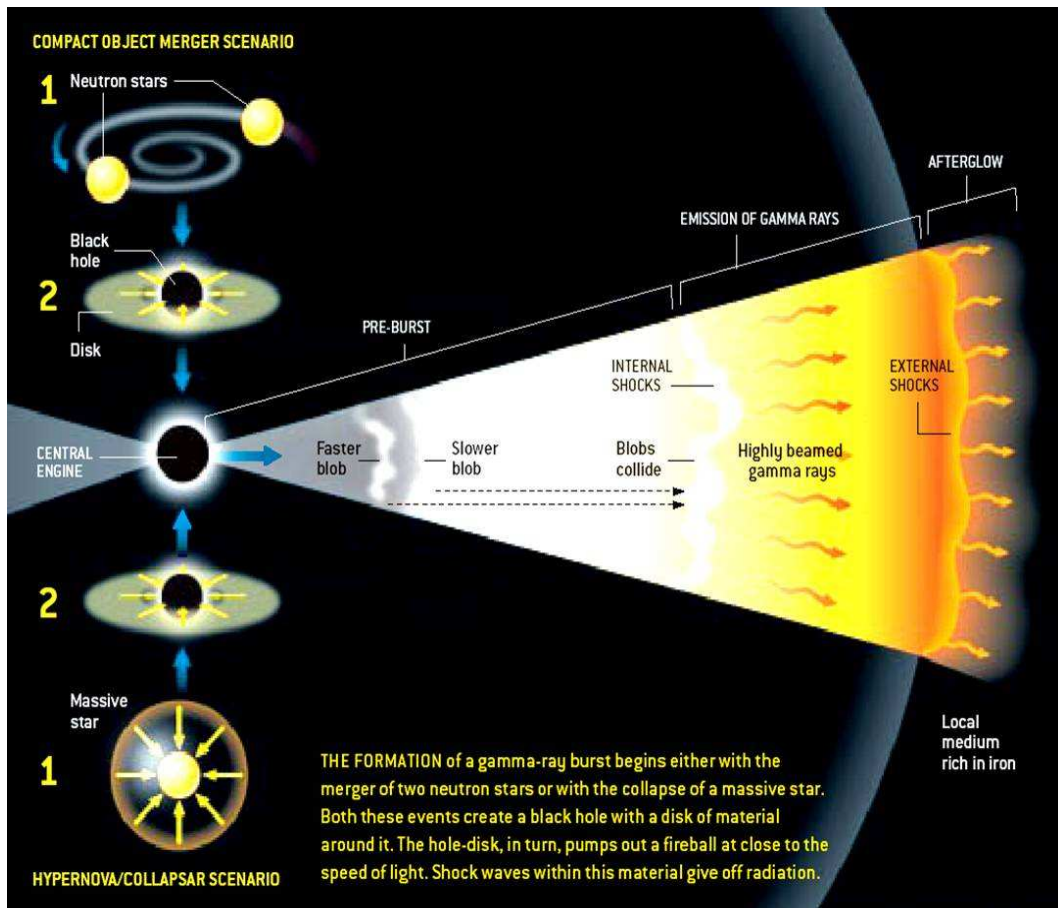 COMPACT OBJECT MERGER SCENARIO
1
Neutron stars
Black
hole
2
Disk
CENTRAL
ENGINE
2
Massive
star
1
HYPERNOVA/COLLAPSAR SCENARIO
PRE-BURST
EMISSION OF GAMMA RAYS
AFTERGLOW
Faster
blob
Slower
blob
INTERNAL
SHOCKS
Blobs
collide
Highly beamed
gamma rays
EXTERNAL
SHOCKS
Local
medium
rich in iron
THE FORMATION of a gamma-ray burst begins either with the
merger of two neutron stars or with the collapse of a massive star.
Both these events create a black hole with a disk of material
around it. The hole-disk, in turn, pumps out a fireball at close to the
speed of light. Shock waves within this material give off radiation.